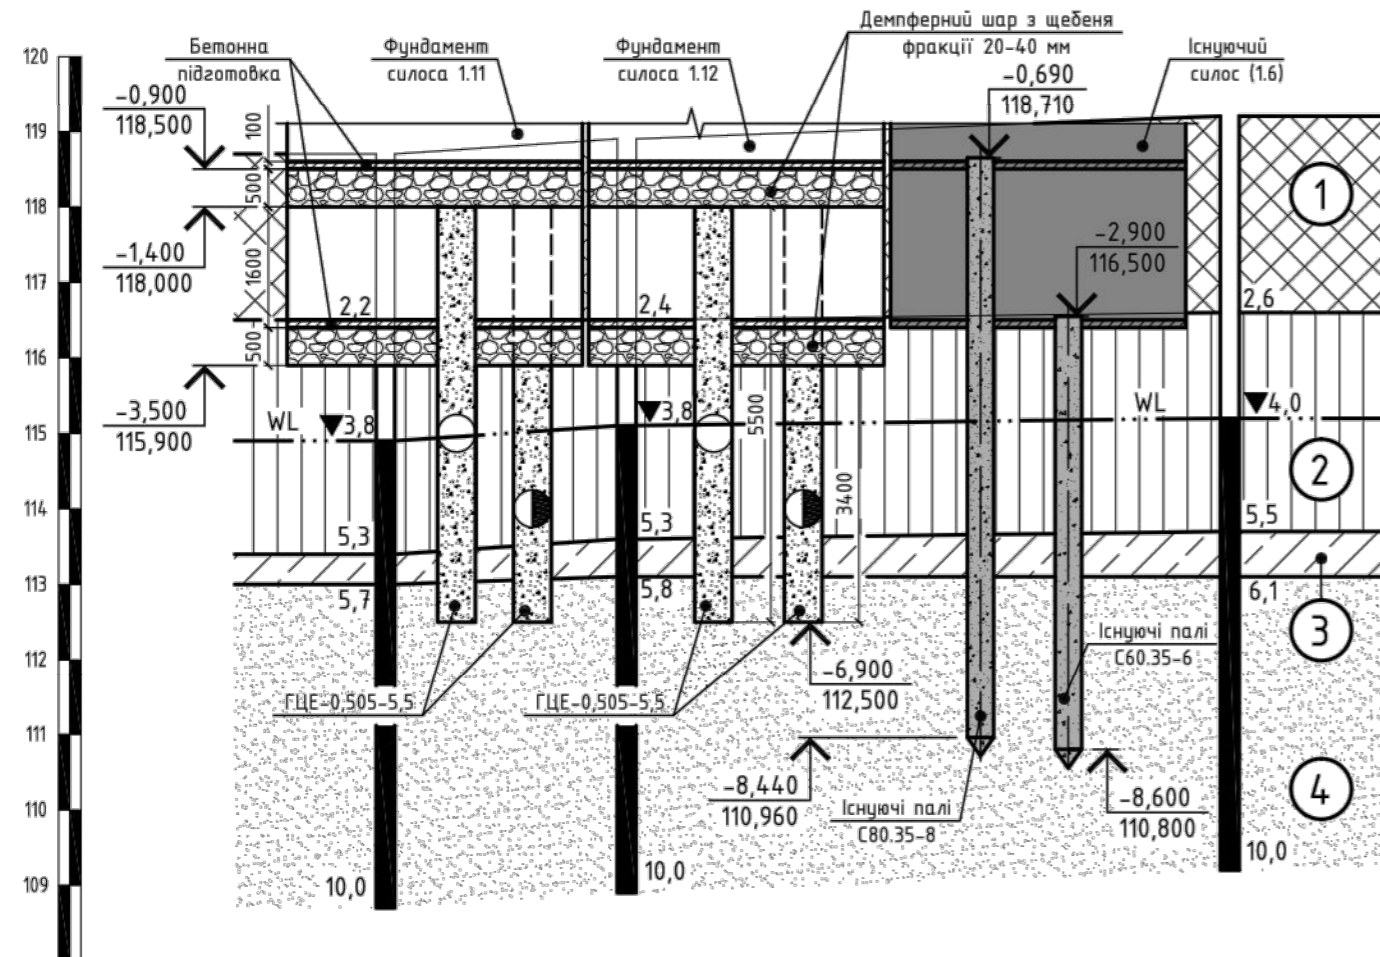 Демпферний шар з щебеня
фракції 20-40 мм
Бетонна
підготовка
Фундамент
силоса 1.11
Фундамент
силоса 1.12
Існуючий
силос (1.6)
120
119
118
117
116
115
114
113
112
111
110
109
-0,900
118,500
-1,400
118,000
-3,500
115,900
100
500
1600
500
-0,690
118,710
-2,900
116,500
2,2
2,4
2,6
WL
3,8
3,8
WL
4,0
5500
3400
5,3
5,3
5,5
5,7
5,8
6,1
1
2
3
4
ГЦЕ-0,505-5,5
ГЦЕ-0,505-5,5
-6,900
112,500
Існуючі палі
С60.35-6
-8,440
110,960
Існуючі палі
С80.35-8
-8,600
110,800
10,0
10,0
10,0